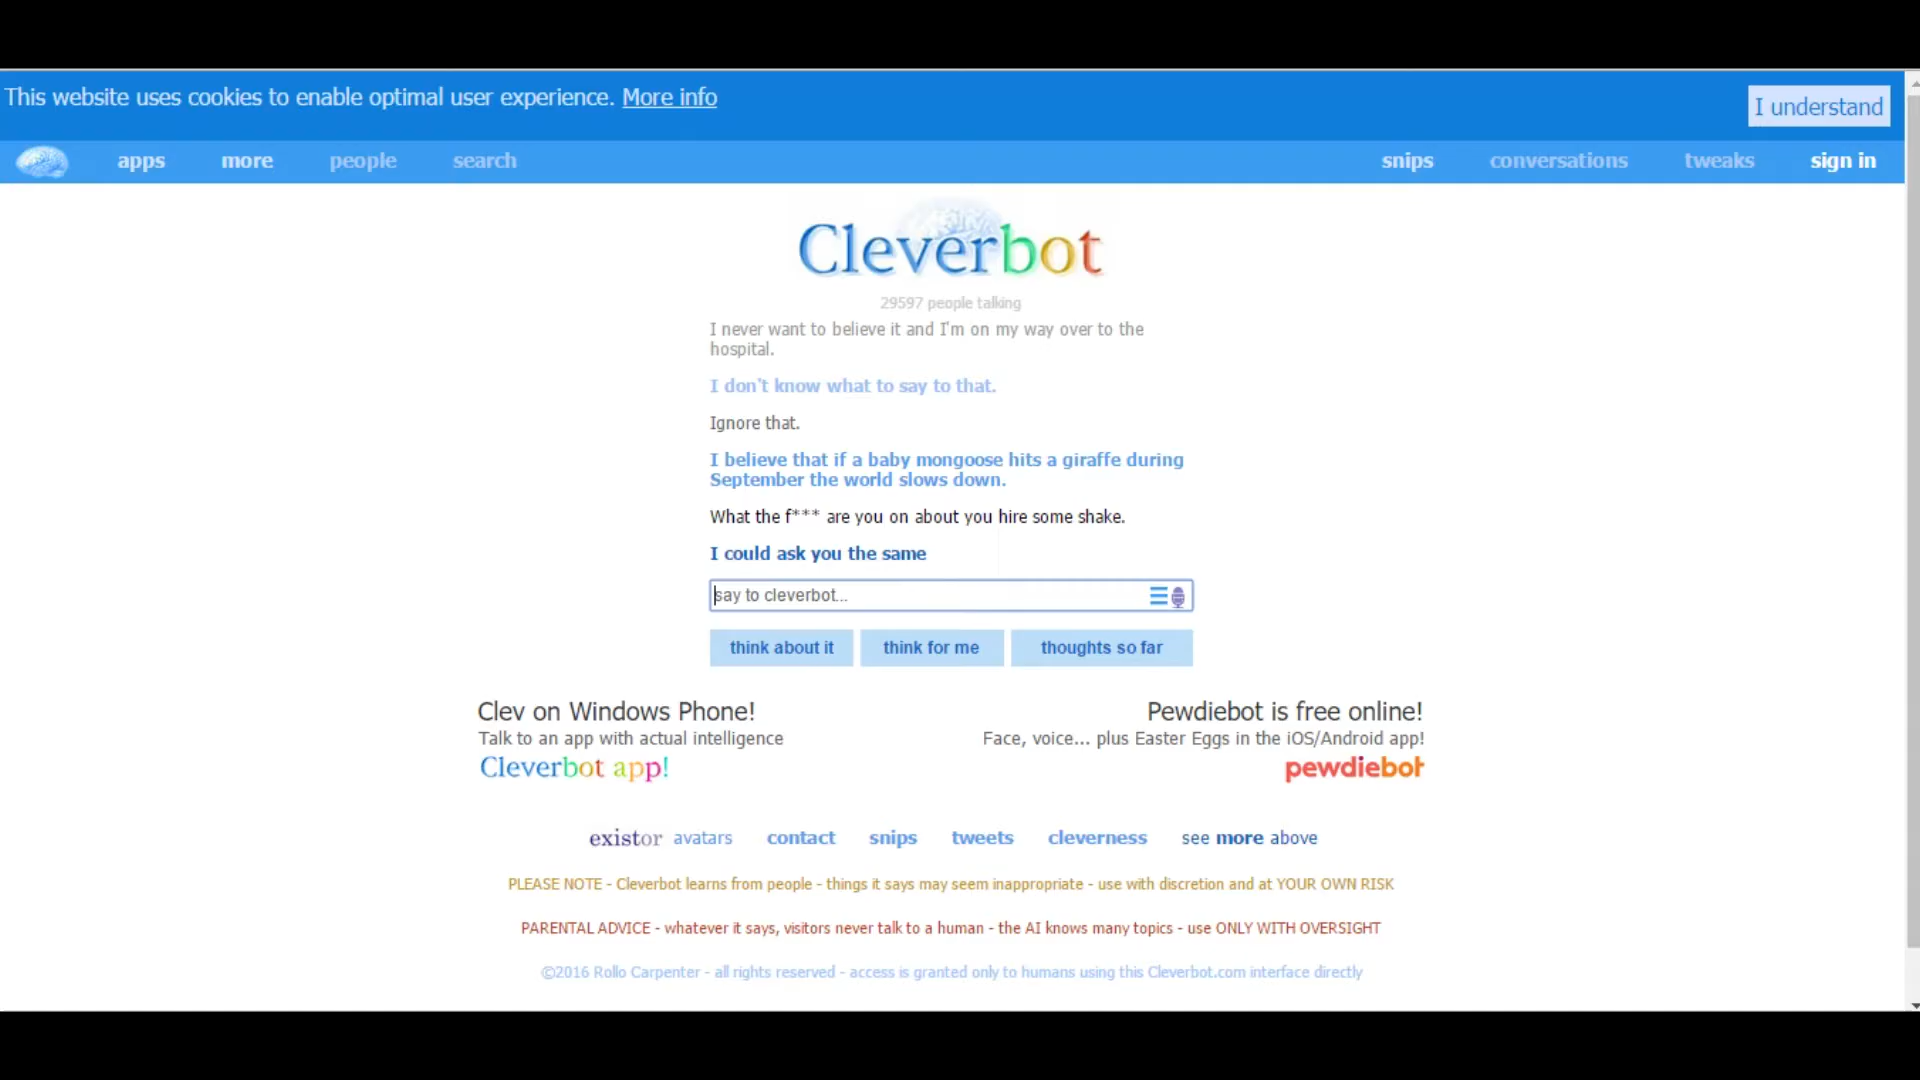 This website uses cookies to enable optimal user experience. More info
I understand
apps more people search snips conversations tweaks sign in
Cleverbot
29597 people talking
I never want to believe it and I'm on my way over to the
hospital.
I don't know what to say to that.
Ignore that.
I believe that if a baby mongoose hits a giraffe during
September the world slows down.
What the f*** are you on about you hire some shake.
I could ask you the same
say to cleverbot...
think about it think for me thoughts so far
Clev on Windows Phone!
Talk to an app with actual intelligence
Cleverbot app!
Pewdiebot is free online!
Face, voice... plus Easter Eggs in the iOS/Android app!
pewdiebot
existor avatars contact snips tweets cleverness see more above
PLEASE NOTE - Cleverbot learns from people - things it says may seem inappropriate - use with discretion and at YOUR OWN RISK
PARENTAL ADVICE - whatever it says, visitors never talk to a human - the AI knows many topics - use ONLY WITH OVERSIGHT
©2016 Rollo Carpenter - all rights reserved - access is granted only to humans using this Cleverbot.com interface directly